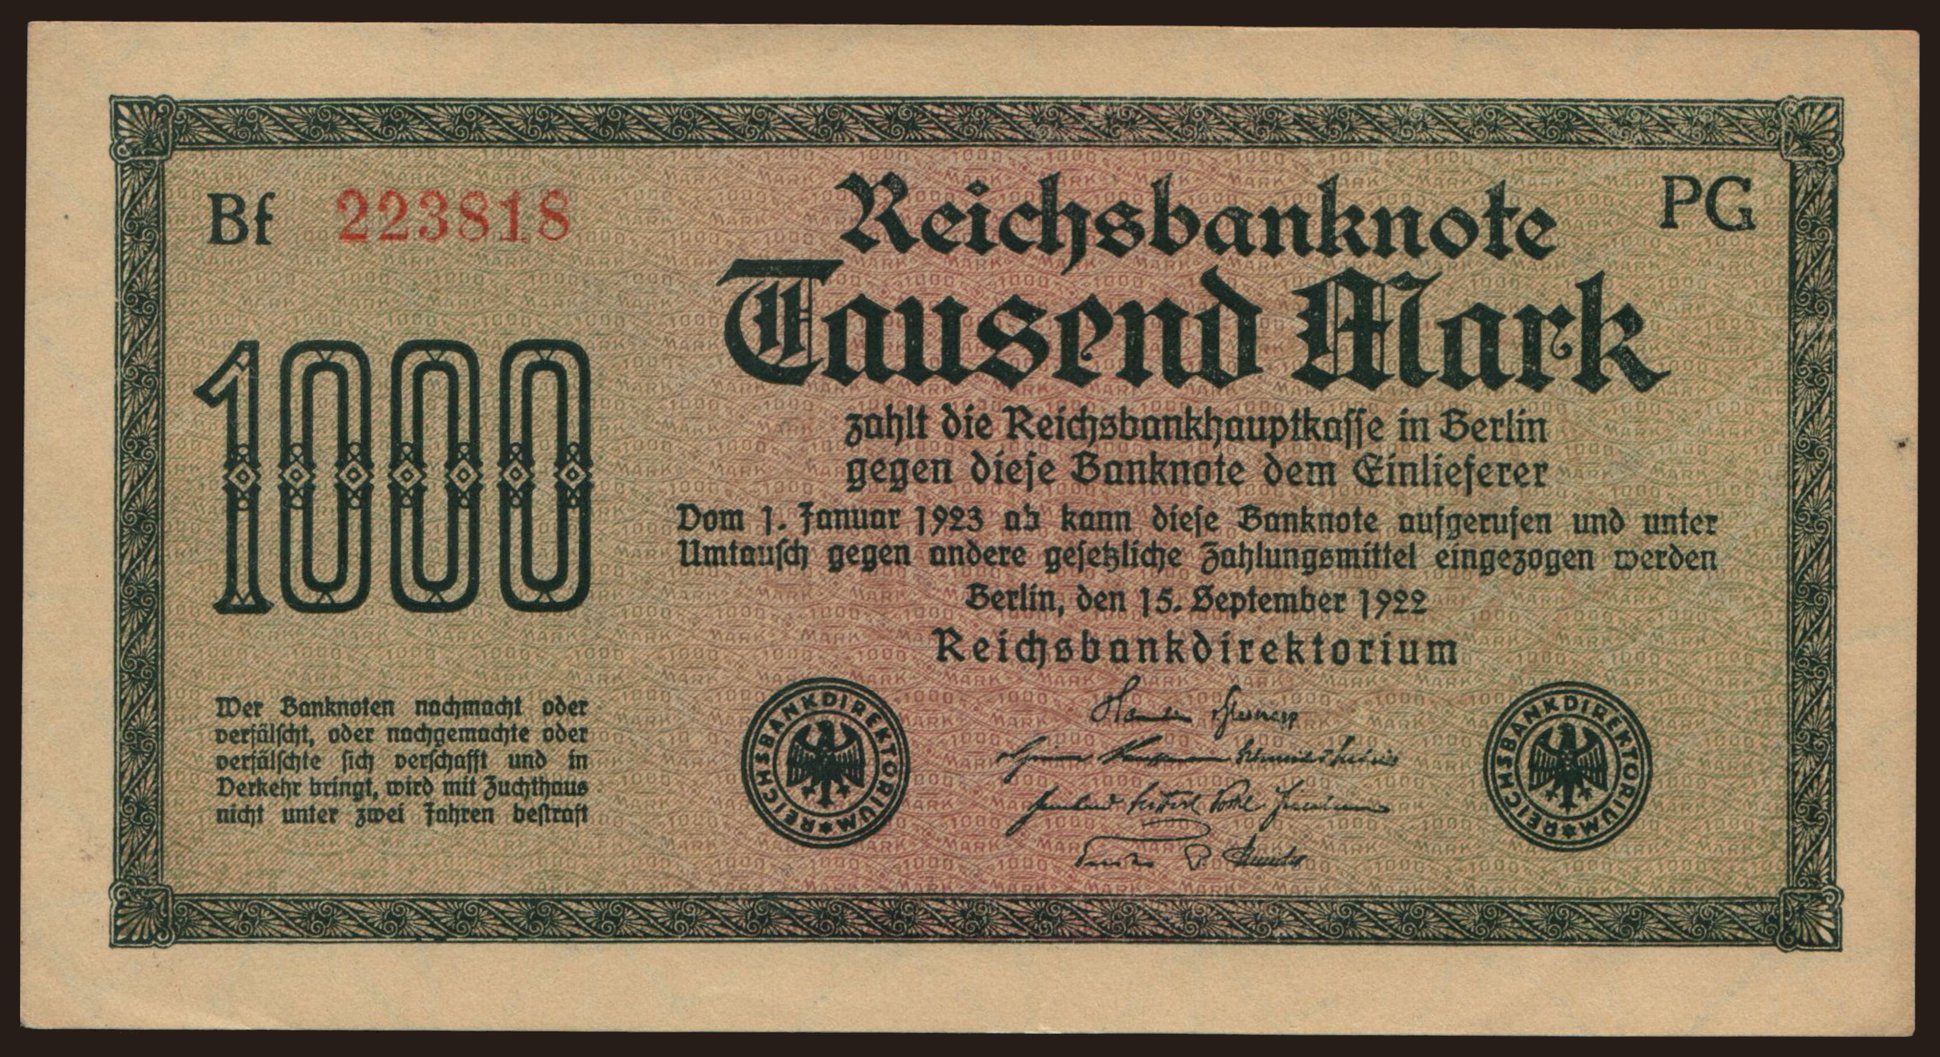 Bf 223818
PG
Reichsbanknote
Tausend Mark
1000
zahlt die Reichsbankhauptkasse in Berlin
gegen diese Banknote dem Einlieferer
Vom 1. Januar 1923 ab kann diese Banknote aufgerufen und unter
Umtausch gegen andere gesetzliche Zahlungsmittel eingezogen werden
Berlin, den 15. September 1922
Reichsbankdirektorium
Wer Banknoten nachmacht oder
verfälscht, oder nachgemachte oder
verfälschte sich verschafft und in
Verkehr bringt, wird mit Zuchthaus
nicht unter zwei Jahren bestraft
REICHSBANKDIREKTORIUM
REICHSBANKDIREKTORIUM